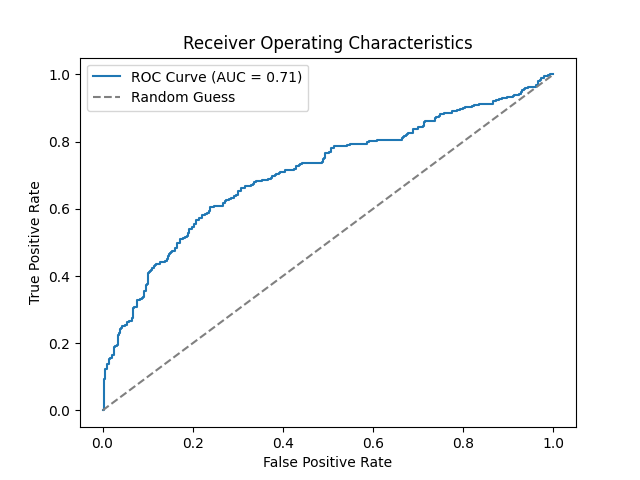 Receiver Operating Characteristics
ROC Curve (AUC = 0.71)
Random Guess
True Positive Rate
1.0
0.8
0.6
0.4
0.2
0.0
0.0 0.2 0.4 0.6 0.8 1.0
False Positive Rate